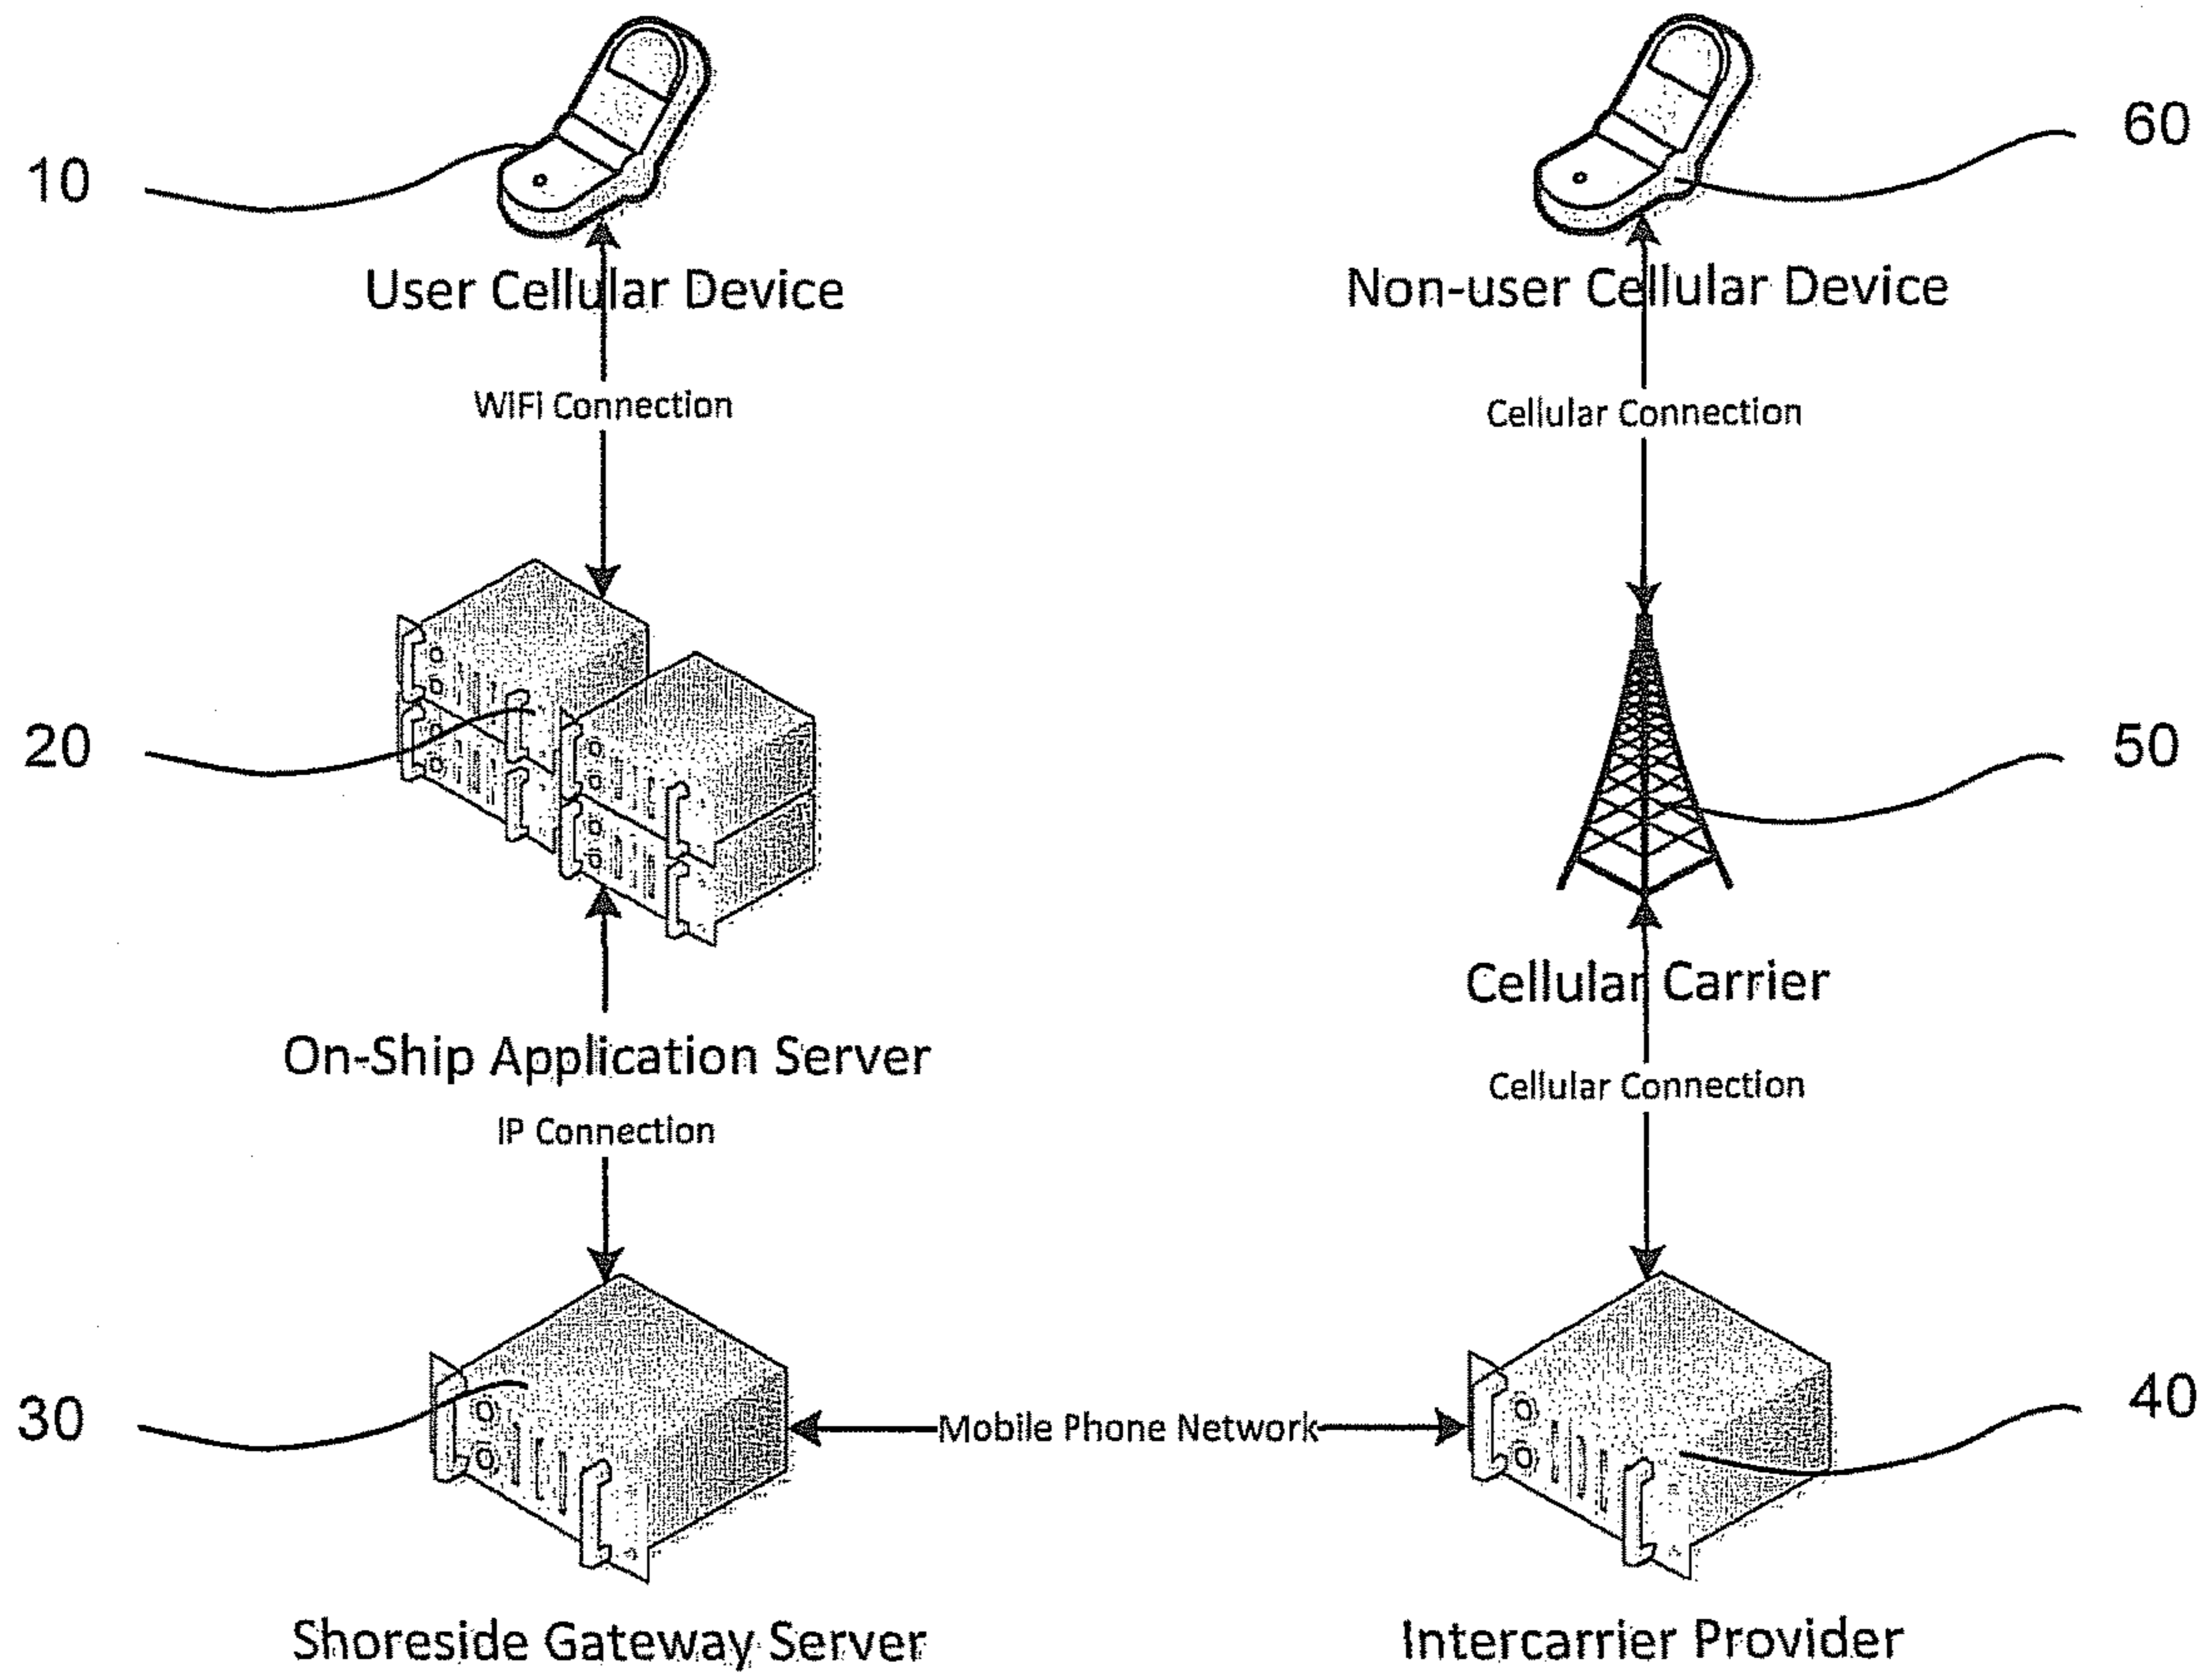 10
60
User Cellular Device
Non-user Cellular Device
WIFI Connection
Cellular Connection
20
50
Cellular Carrier
On-Ship Application Server
Cellular Connection
IP Connection
30
40
Mobile Phone Network
Shoreside Gateway Server
Intercarrier Provider